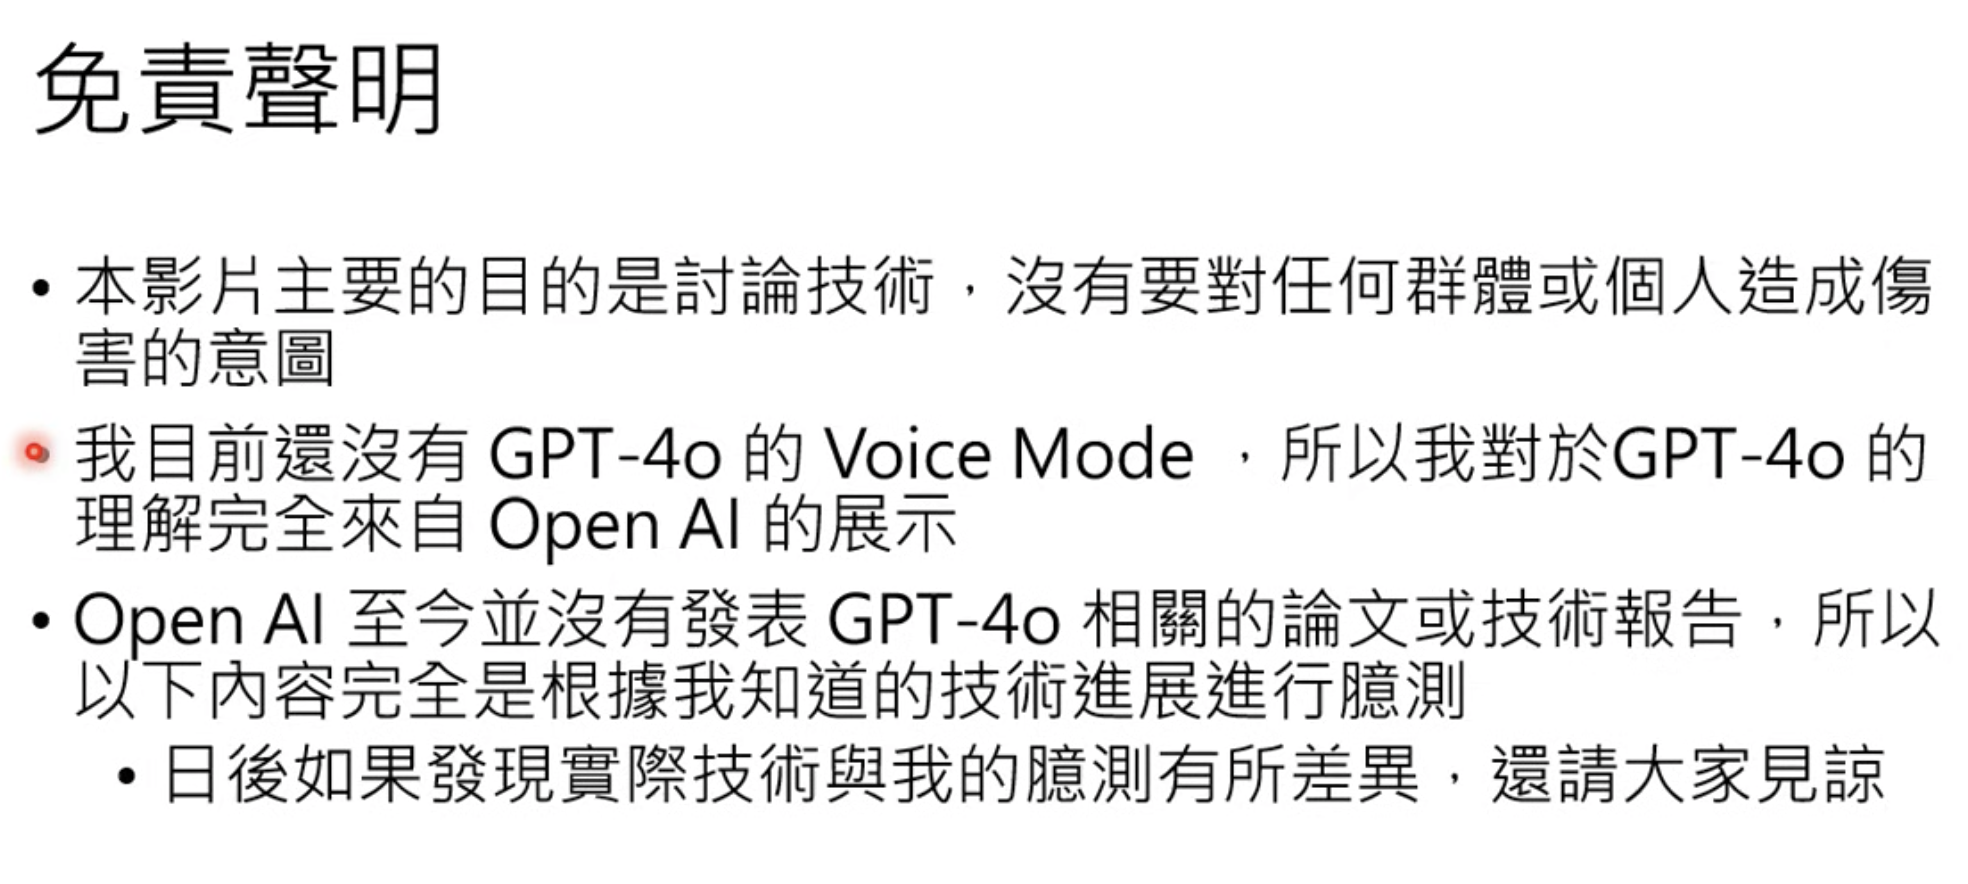 免責聲明
• 本影片主要的目的是討論技術，沒有要對任何群體或個人造成傷
害的意圖
• 我目前還沒有 GPT-4o 的 Voice Mode ，所以我對於GPT-4o 的
理解完全來自 Open AI 的展示
• Open AI 至今並沒有發表 GPT-4o 相關的論文或技術報告，所以
以下內容完全是根據我知道的技術進展進行臆測
• 日後如果發現實際技術與我的臆測有所差異，還請大家見諒